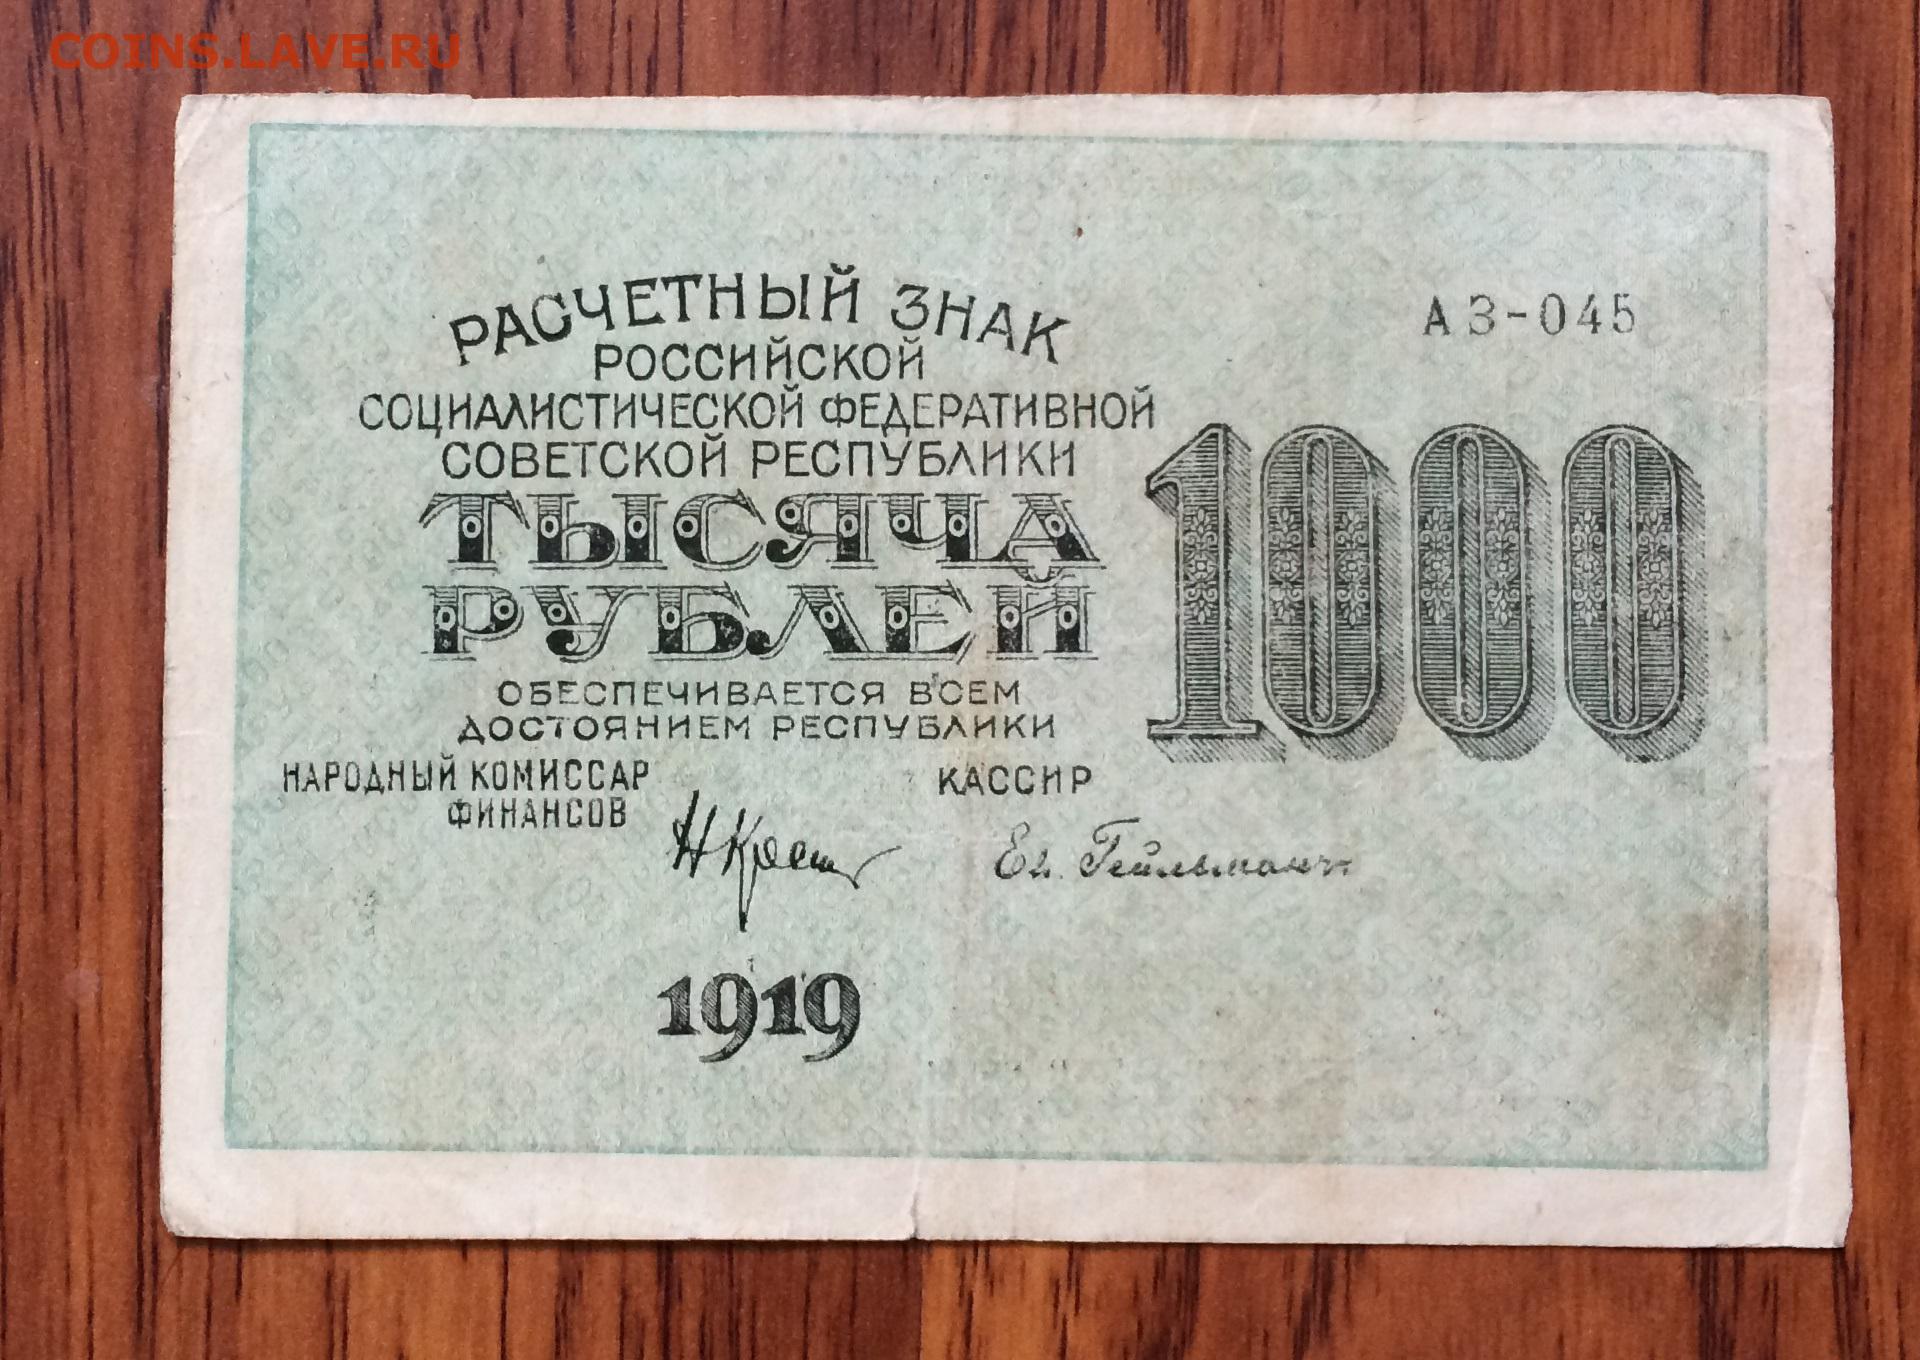 COINS.LAVE.RU
РАСЧЕТНЫЙ ЗНАК
РОССИЙСКОЙ
СОЦИАЛИСТИЧЕСКОЙ ФЕДЕРАТИВНОЙ
СОВЕТСКОЙ РЕСПУБЛИКИ
ТЫСЯЧА
РУБЛЕЙ
АЗ-045
1000
ОБЕСПЕЧИВАЕТСЯ ВСЕМ
ДОСТОЯНИЕМ РЕСПУБЛИКИ
НАРОДНЫЙ КОМИССАР
ФИНАНСОВ
КАССИР
Гейльманъ
1919